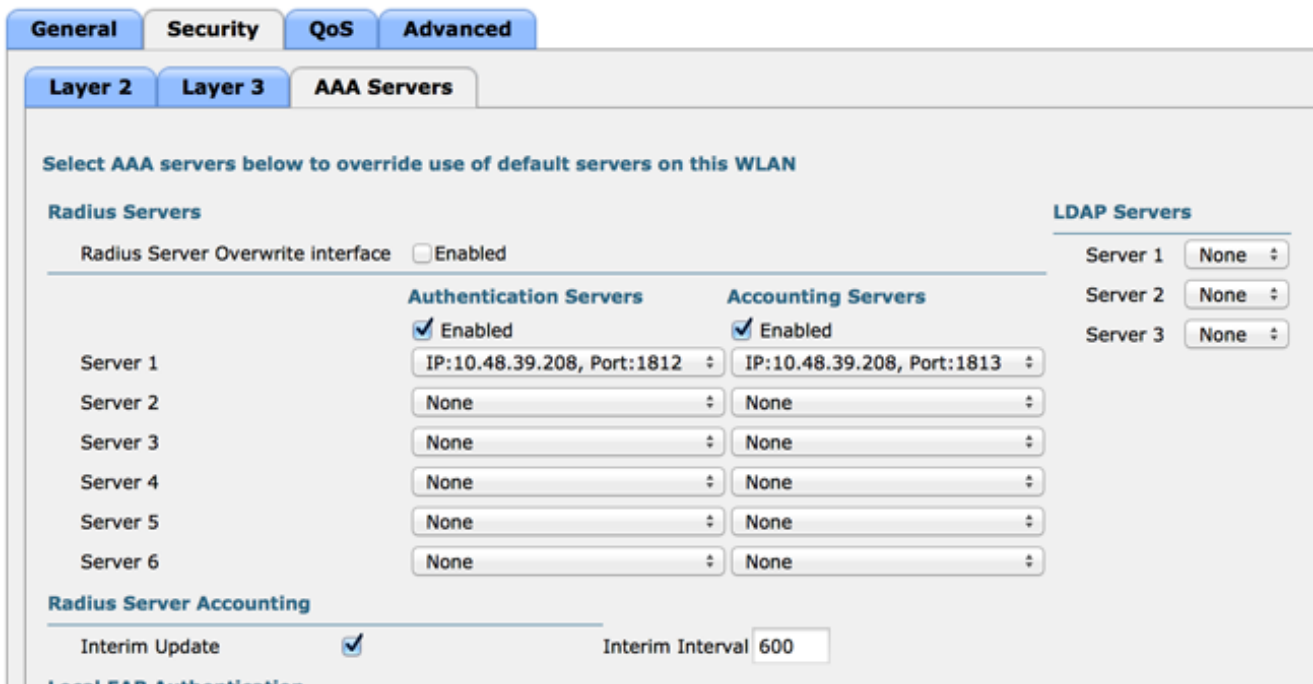 General Security QoS Advanced
Layer 2 Layer 3 AAA Servers
Select AAA servers below to override use of default servers on this WLAN
Radius Servers LDAP Servers
Radius Server Overwrite interface Enabled Server 1 None
Authentication Servers Accounting Servers Server 2 None
Enabled Enabled Server 3 None
Server 1 IP:10.48.39.208, Port:1812 IP:10.48.39.208, Port:1813
Server 2 None None
Server 3 None None
Server 4 None None
Server 5 None None
Server 6 None None
Radius Server Accounting
Interim Update Interim Interval 600
Local EAP Authentication